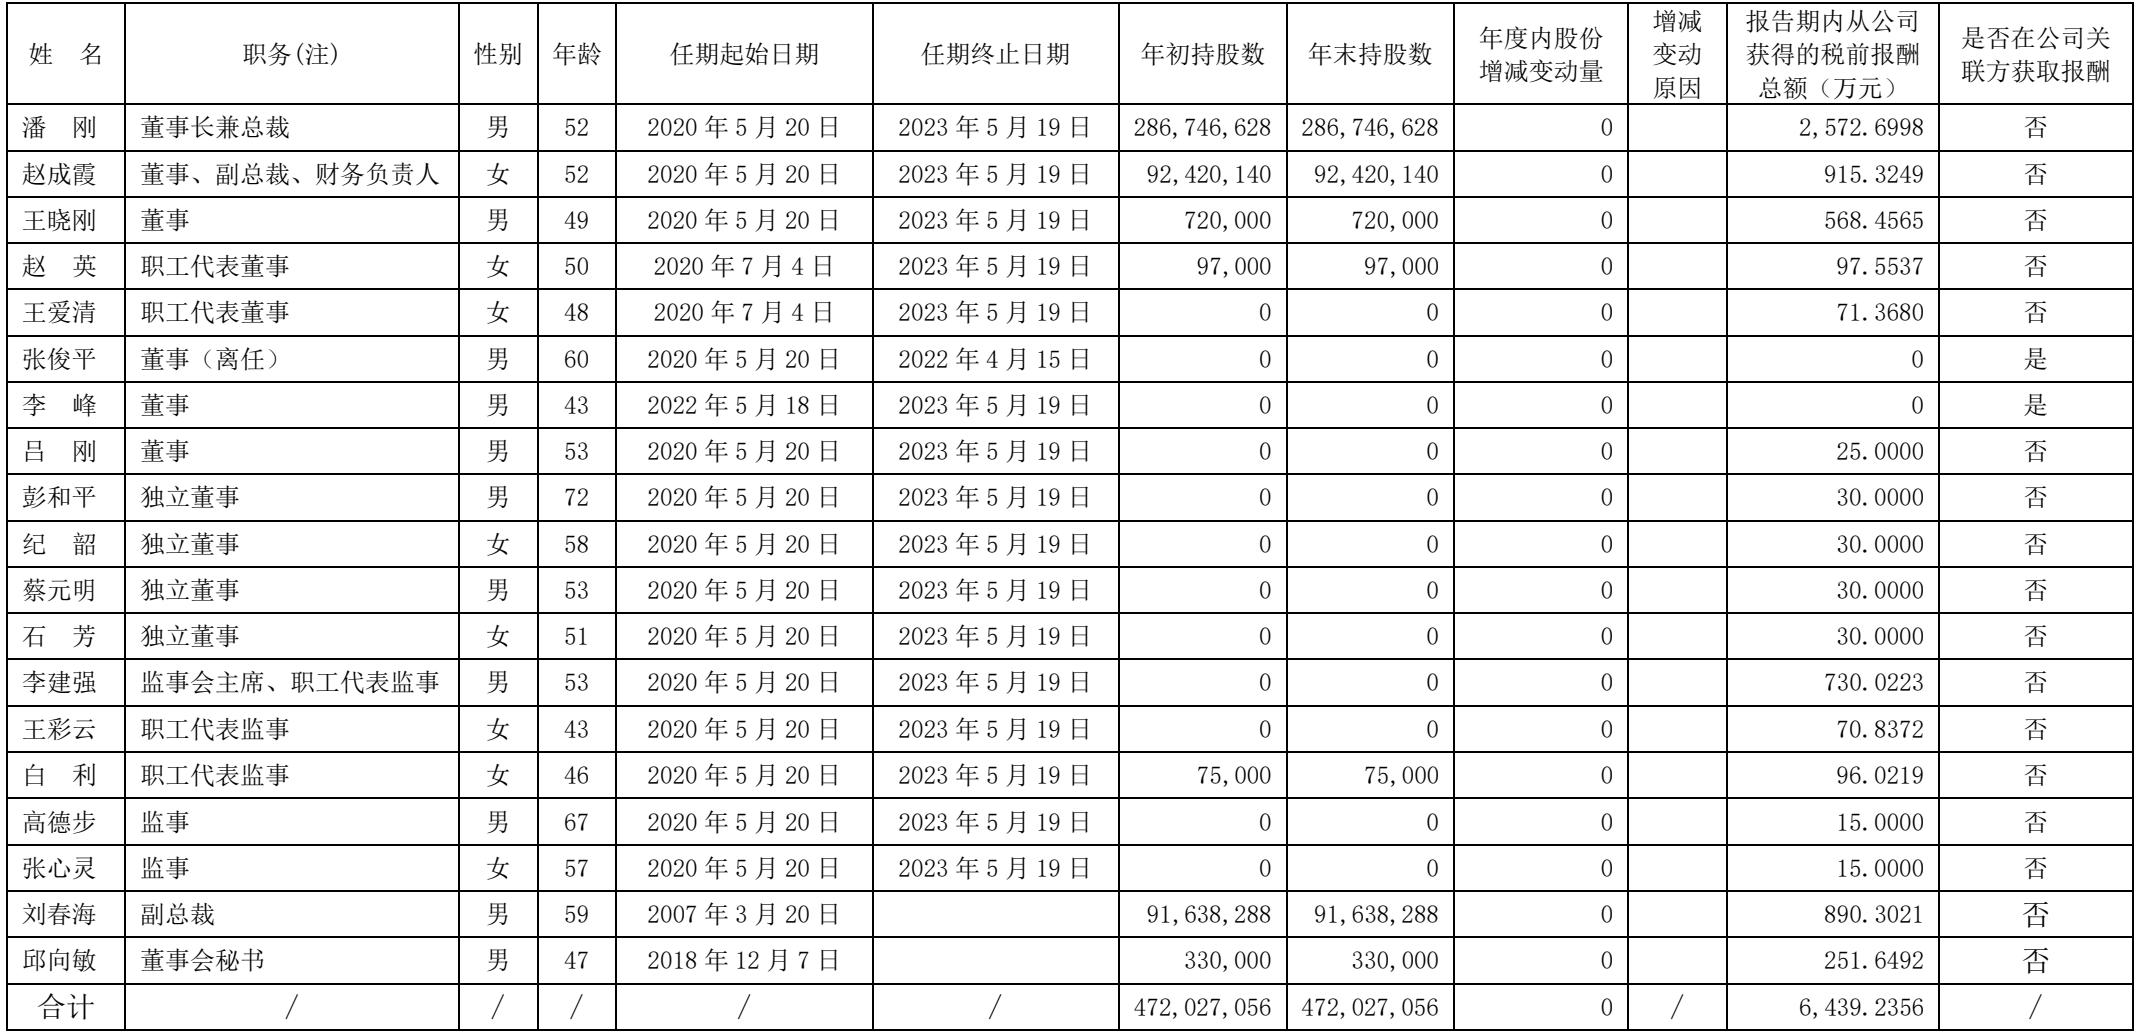 姓 名 职务(注) 性别 年龄 任期起始日期 任期终止日期 年初持股数 年末持股数 年度内股份增减变动量 增减变动原因 报告期内从公司获得的税前报酬总额（万元） 是否在公司关联方获取报酬
潘 刚 董事长兼总裁 男 52 2020 年 5 月 20 日 2023 年 5 月 19 日 286,746,628 286,746,628 0 2,572.6998 否
赵成霞 董事、副总裁、财务负责人 女 52 2020 年 5 月 20 日 2023 年 5 月 19 日 92,420,140 92,420,140 0 915.3249 否
王晓刚 董事 男 49 2020 年 5 月 20 日 2023 年 5 月 19 日 720,000 720,000 0 568.4565 否
赵 英 职工代表董事 女 50 2020 年 7 月 4 日 2023 年 5 月 19 日 97,000 97,000 0 97.5537 否
王爱清 职工代表董事 女 48 2020 年 7 月 4 日 2023 年 5 月 19 日 0 0 0 71.3680 否
张俊平 董事（离任） 男 60 2020 年 5 月 20 日 2022 年 4 月 15 日 0 0 0 0 是
李 峰 董事 男 43 2022 年 5 月 18 日 2023 年 5 月 19 日 0 0 0 0 是
吕 刚 董事 男 53 2020 年 5 月 20 日 2023 年 5 月 19 日 0 0 0 25.0000 否
彭和平 独立董事 男 72 2020 年 5 月 20 日 2023 年 5 月 19 日 0 0 0 30.0000 否
纪 韶 独立董事 女 58 2020 年 5 月 20 日 2023 年 5 月 19 日 0 0 0 30.0000 否
蔡元明 独立董事 男 53 2020 年 5 月 20 日 2023 年 5 月 19 日 0 0 0 30.0000 否
石 芳 独立董事 女 51 2020 年 5 月 20 日 2023 年 5 月 19 日 0 0 0 30.0000 否
李建强 监事会主席、职工代表监事 男 53 2020 年 5 月 20 日 2023 年 5 月 19 日 0 0 0 730.0223 否
王彩云 职工代表监事 女 43 2020 年 5 月 20 日 2023 年 5 月 19 日 0 0 0 70.8372 否
白 利 职工代表监事 女 46 2020 年 5 月 20 日 2023 年 5 月 19 日 75,000 75,000 0 96.0219 否
高德步 监事 男 67 2020 年 5 月 20 日 2023 年 5 月 19 日 0 0 0 15.0000 否
张心灵 监事 女 57 2020 年 5 月 20 日 2023 年 5 月 19 日 0 0 0 15.0000 否
刘春海 副总裁 男 59 2007 年 3 月 20 日 91,638,288 91,638,288 0 890.3021 否
邱向敏 董事会秘书 男 47 2018 年 12 月 7 日 330,000 330,000 0 251.6492 否
合计 / / / / / 472,027,056 472,027,056 0 / 6,439.2356 /